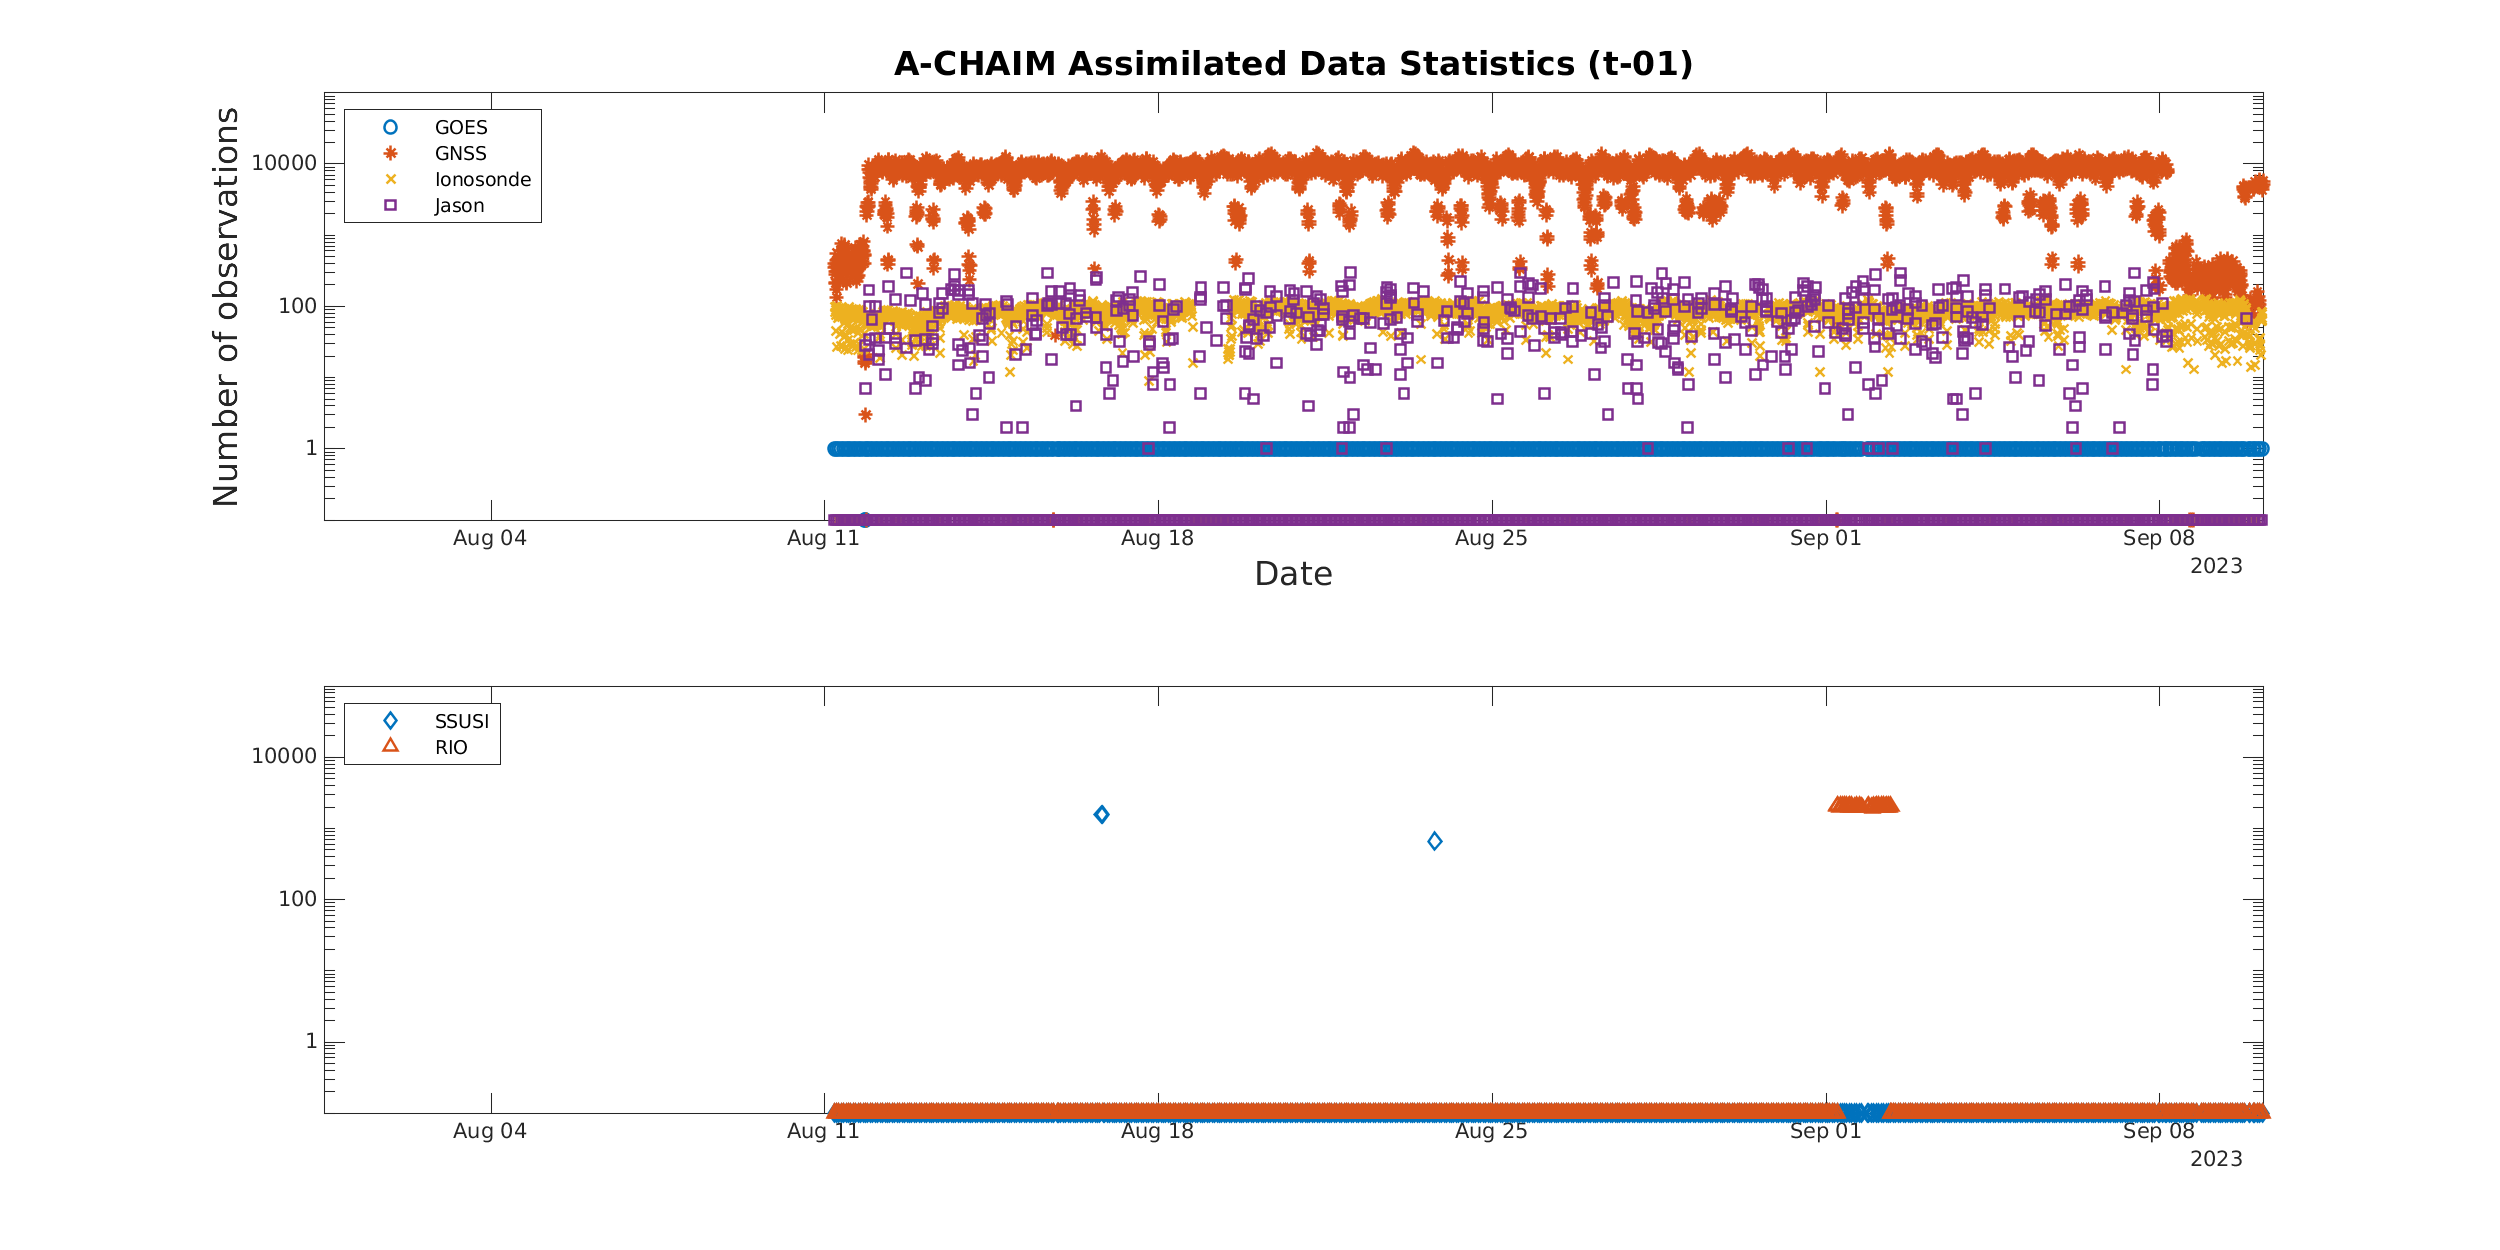 A-CHAIM Assimilated Data Statistics (t-01)
Number of observations
10000
100
1
GOES
GNSS
Ionosonde
Jason
Aug 04
Aug 11
Aug 18
Aug 25
Sep 01
Sep 08
2023
Date
10000
100
1
SSUSI
RIO
Aug 04
Aug 11
Aug 18
Aug 25
Sep 01
Sep 08
2023